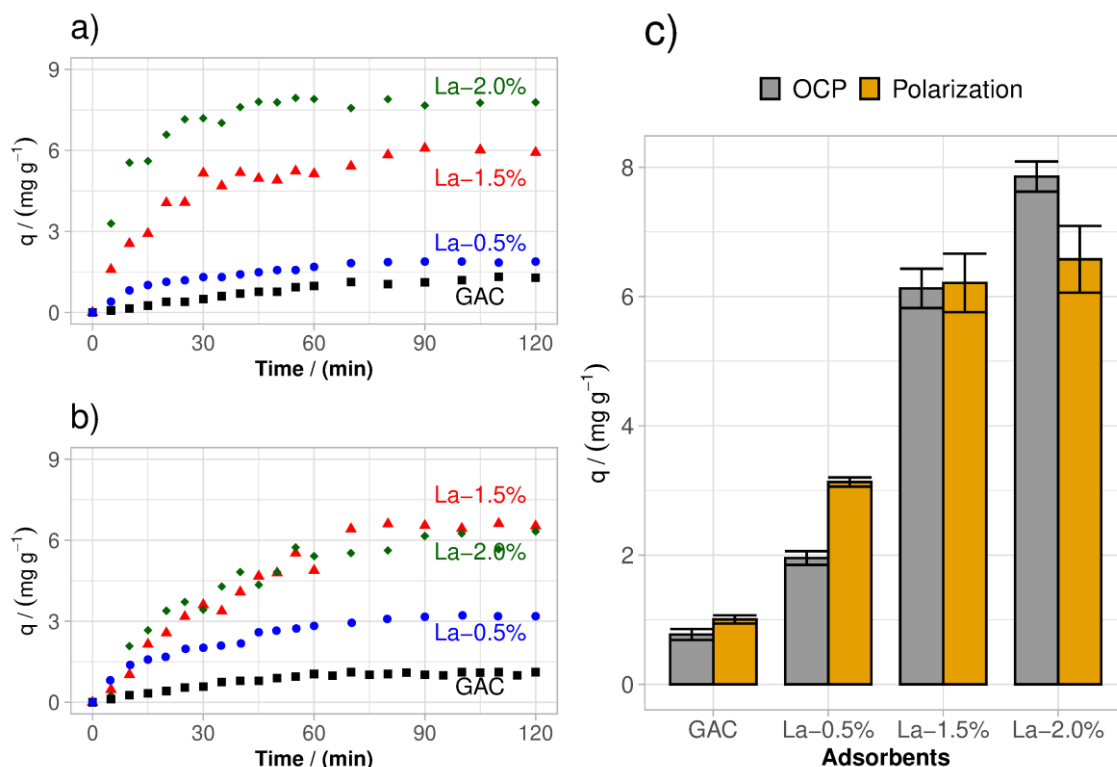 a)
9
6
3
0
q / (mg g⁻¹)
La−2.0%
La−1.5%
La−0.5%
GAC
0 30 60 90 120
Time / (min)
b)
9
6
3
0
q / (mg g⁻¹)
La−1.5%
La−2.0%
La−0.5%
GAC
0 30 60 90 120
Time / (min)
c)
OCP Polarization
8
6
4
2
0
q / (mg g⁻¹)
GAC La−0.5% La−1.5% La−2.0%
Adsorbents